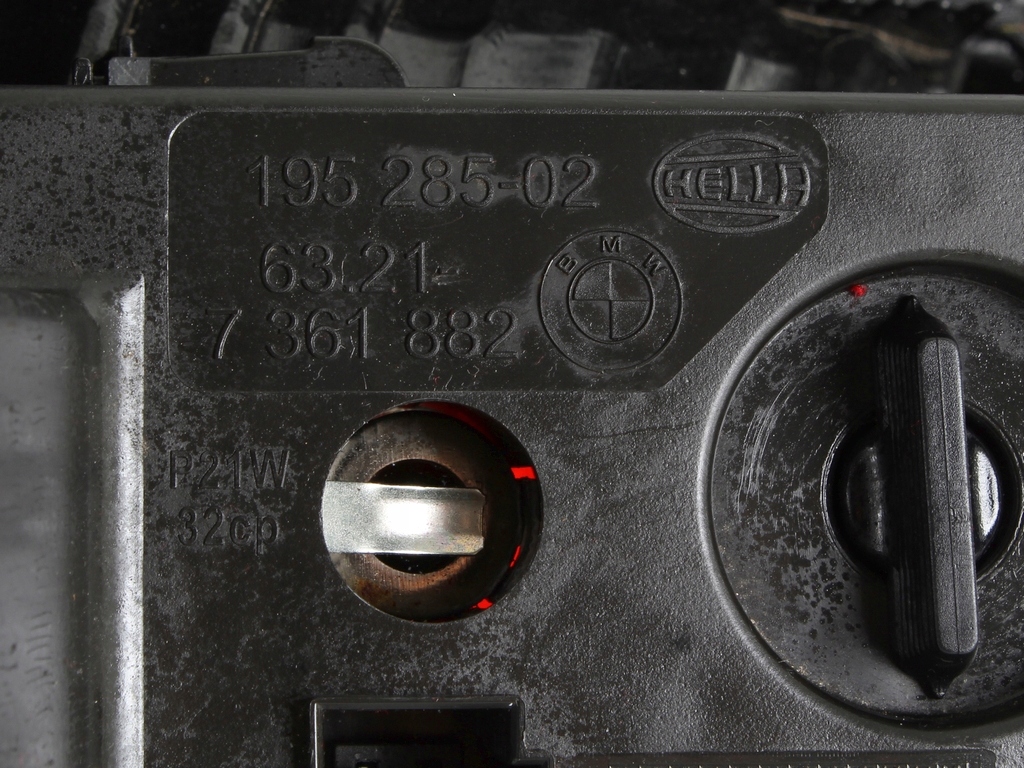 195 285-02 HELLA
63.21-
BMW
7 361 882
P21W
32cp